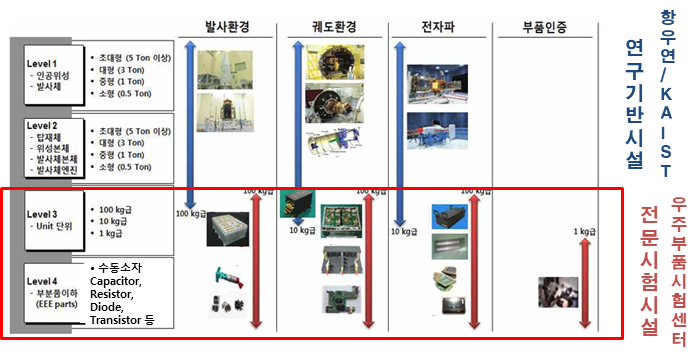 발사환경
궤도환경
전자파
부품인증
Level 1
- 인공위성
- 발사체
• 초대형 (5 Ton 이상)
• 대형 (3 Ton)
• 중형 (1 Ton)
• 소형 (0.5 Ton)
Level 2
- 탑재체
- 위성본체
- 발사체본체
- 발사체엔진
• 초대형 (5 Ton 이상)
• 대형 (3 Ton)
• 중형 (1 Ton)
• 소형 (0.5 Ton)
Level 3
- Unit 단위
• 100 kg급
• 10 kg급
• 1 kg급
Level 4
- 부분품이하
(EEE parts)
• 수동소자
Capacitor,
Resistor,
Diode,
Transistor 등
100 kg급
100 kg급
10 kg급
100 kg급
10 kg급
100 kg급
1 kg급
항우연/KAIST
연구기반시설
우주부품시험센터
전문시험시설